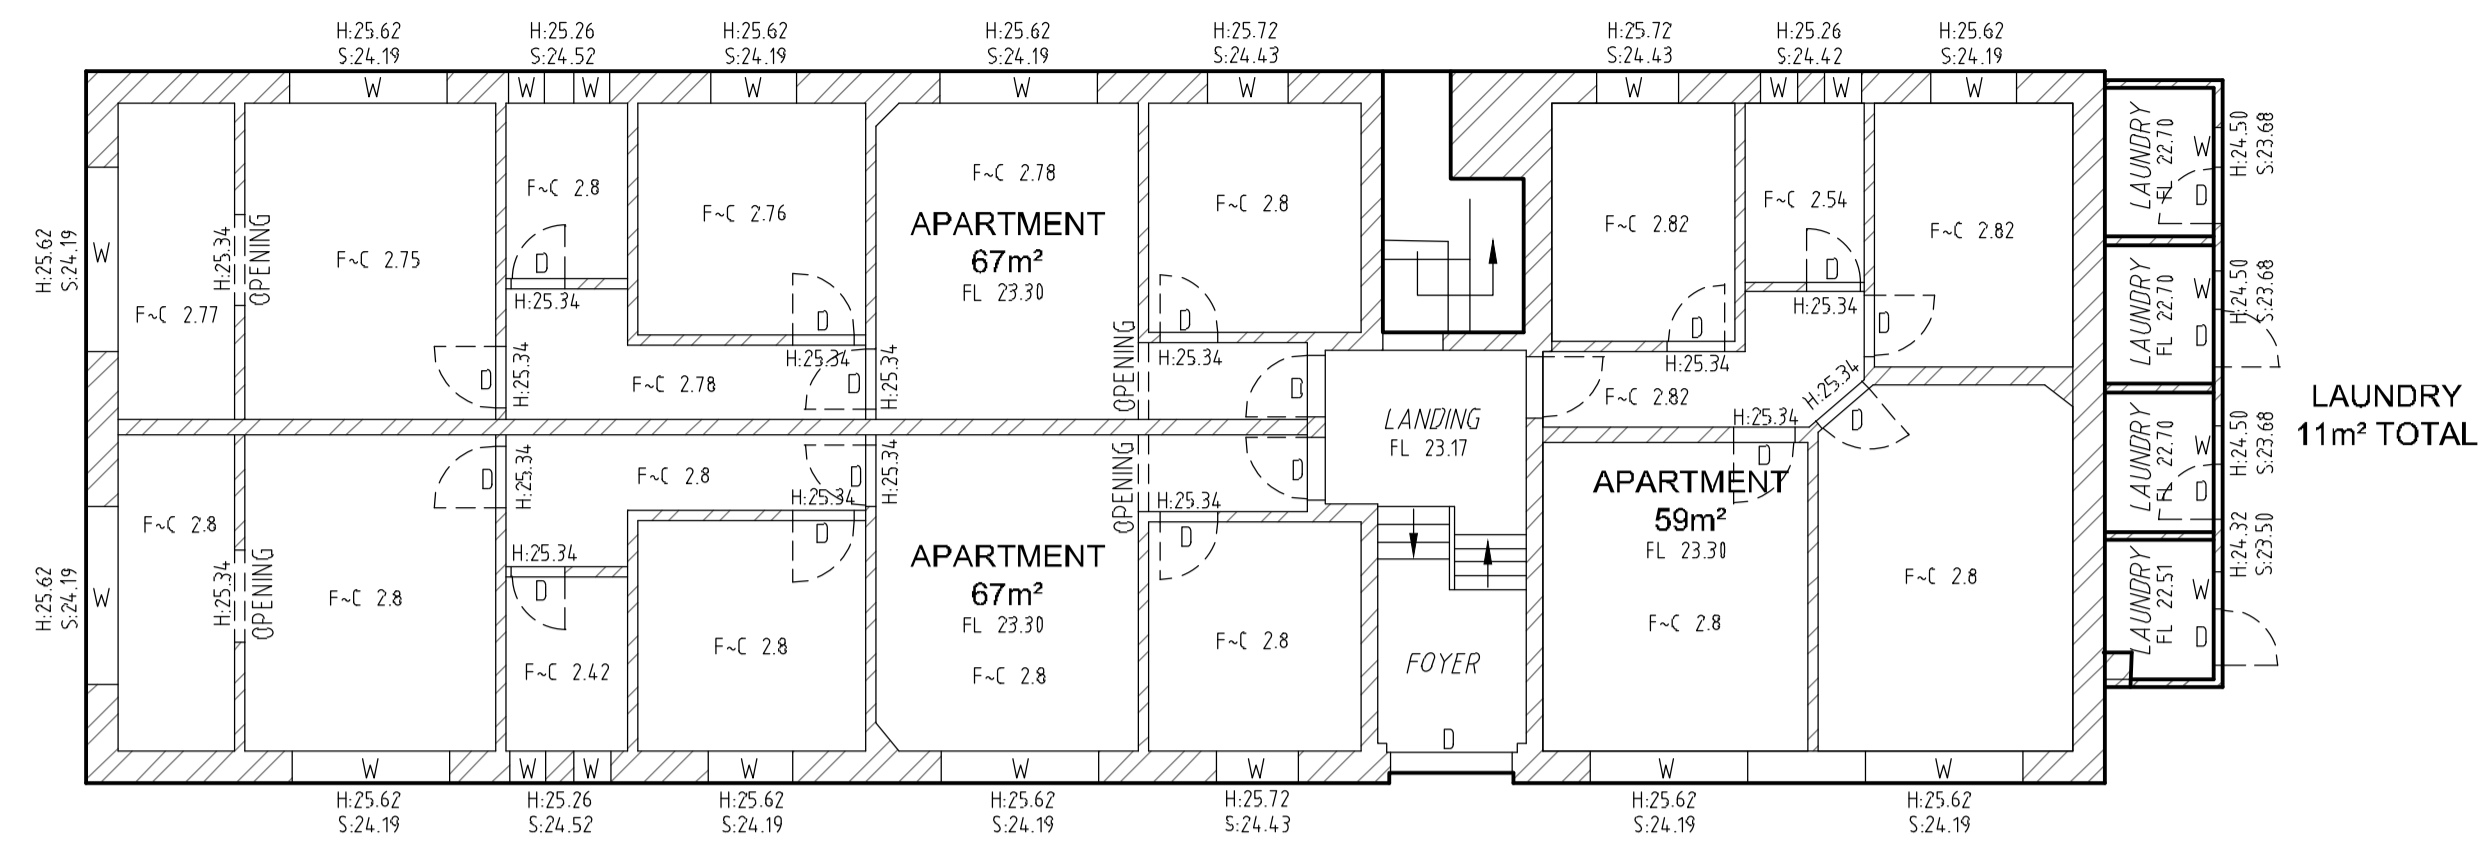 H:25.62
S:24.19
H:25.26
S:24.52
H:25.62
S:24.19
H:25.62
S:24.19
H:25.72
S:24.43
H:25.72
S:24.43
H:25.26
S:24.42
H:25.62
S:24.19
W
W
W
W
W
W
W
W
W
W
H:25.62
S:24.19
W
F~C 2.77
H:25.34
OPENING
F~C 2.75
D
H:25.34
F~C 2.8
D
H:25.34
F~C 2.76
D
H:25.34
F~C 2.78
D
H:25.34
F~C 2.78
APARTMENT
67m²
FL 23.30
OPENING
F~C 2.8
D
H:25.34
D
F~C 2.82
D
H:25.34
F~C 2.54
D
H:25.34
F~C 2.82
D
F~C 2.82
H:25.34
D
H:25.34
D
LANDING
FL 23.17
H:25.62
S:24.19
W
F~C 2.8
H:25.34
OPENING
F~C 2.8
D
H:25.34
F~C 2.8
D
H:25.34
H:25.34
D
F~C 2.42
H:25.34
D
F~C 2.8
APARTMENT
67m²
FL 23.30
F~C 2.8
OPENING
D
H:25.34
D
F~C 2.8
FOYER
D
APARTMENT
59m²
FL 23.30
F~C 2.8
F~C 2.8
LAUNDRY
FL 22.70
W
D
H:24.50
S:23.68
LAUNDRY
FL 22.70
W
D
H:24.50
S:23.68
LAUNDRY
FL 22.70
W
D
H:24.50
S:23.68
LAUNDRY
FL 22.51
W
D
H:24.32
S:23.50
LAUNDRY
11m² TOTAL
W
W
W
W
W
W
W
W
H:25.62
S:24.19
H:25.26
S:24.52
H:25.62
S:24.19
H:25.62
S:24.19
H:25.72
S:24.43
H:25.62
S:24.19
H:25.62
S:24.19